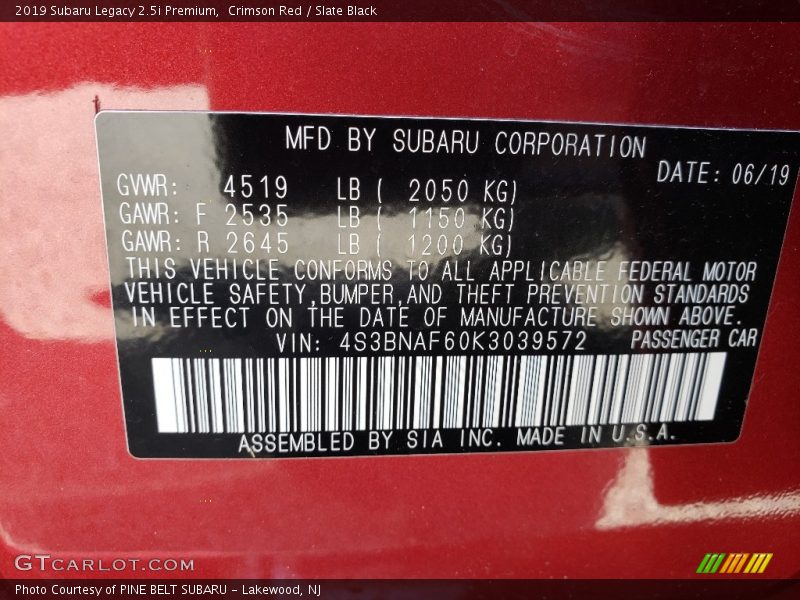 2019 Subaru Legacy 2.5i Premium,  Crimson Red / Slate Black
MFD BY SUBARU CORPORATION
DATE: 06/19
GVWR: 4519 LB ( 2050 KG)
GAWR: F 2535 LB ( 1150 KG)
GAWR: R 2645 LB ( 1200 KG)
THIS VEHICLE CONFORMS TO ALL APPLICABLE FEDERAL MOTOR
VEHICLE SAFETY,BUMPER,AND THEFT PREVENTION STANDARDS
IN EFFECT ON THE DATE OF MANUFACTURE SHOWN ABOVE.
VIN: 4S3BNAF60K3039572 PASSENGER CAR
ASSEMBLED BY SIA INC. MADE IN U.S.A.
GTCARLOT.COM
Photo Courtesy of PINE BELT SUBARU - Lakewood, NJ